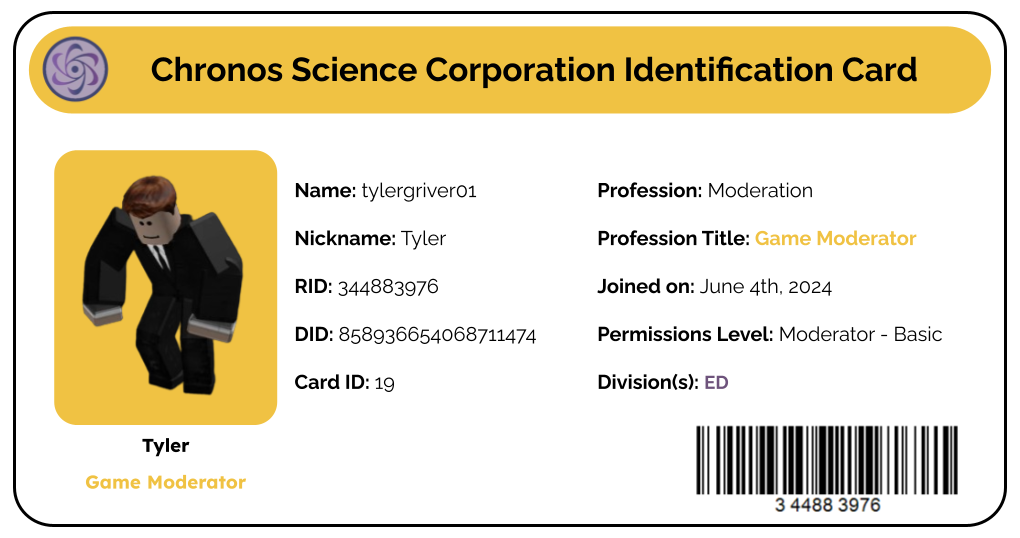 Chronos Science Corporation Identification Card
Name: tylergriver01
Nickname: Tyler
RID: 344883976
DID: 858936654068711474
Card ID: 19
Profession: Moderation
Profession Title: Game Moderator
Joined on: June 4th, 2024
Permissions Level: Moderator - Basic
Division(s): ED
Tyler
Game Moderator
3 4488 3976